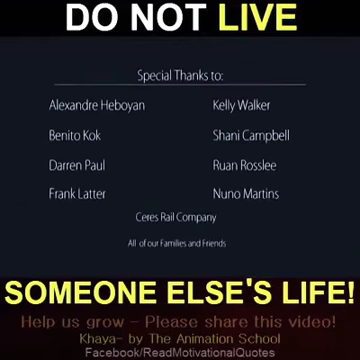 DO NOT LIVE
Special Thanks to:
Alexandre Heboyan Kelly Walker
Benito Kok Shani Campbell
Darren Paul Ruan Rosslee
Frank Latter Nuno Martins
Ceres Rail Company
All of our Families and Friends
SOMEONE ELSE'S LIFE!
Help us grow - Please share this video!
Khaya- by The Animation School
Facebook/ReadMotivationalQuotes